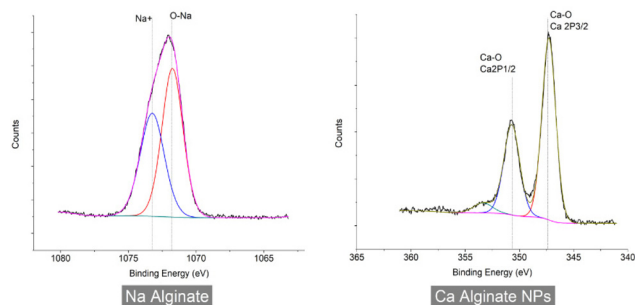 Na+
O-Na
Counts
1080
1075
1070
1065
Binding Energy (eV)
Na Alginate
Ca-O
Ca 2P3/2
Ca-O
Ca2P1/2
Counts
365
360
355
350
345
340
Binding Energy (eV)
Ca Alginate NPs